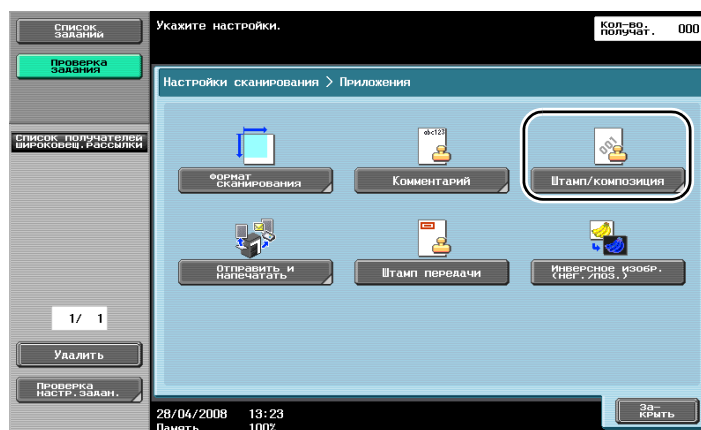 Список
заданий
Укажите настройки.
Кол-во.
получат.
000
Проверка
задания
Настройки сканирования > Приложения
Список получателей
широковещ.рассылки
abc123
001
Формат
сканирования
Комментарий
Штамп/композиция
Отправить и
напечатать
Штамп передачи
Инверсное изобр.
(нег./поз.)
1/ 1
Удалить
Проверка
настр.задан.
28/04/2008 13:23
Память 100%
За-
крыть